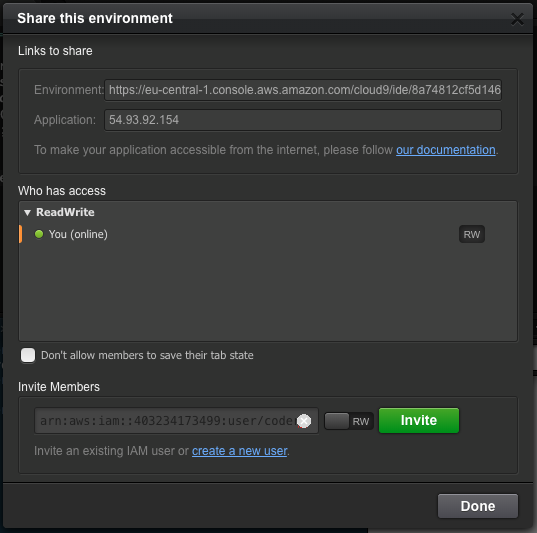 Share this environment
Links to share
Environment: https://eu-central-1.console.aws.amazon.com/cloud9/ide/8a74812cf5d146
Application: 54.93.92.154
To make your application accessible from the internet, please follow our documentation.
Who has access
ReadWrite
You (online) RW
Don't allow members to save their tab state
Invite Members
arn:aws:iam::403234173499:user/code RW Invite
Invite an existing IAM user or create a new user.
Done